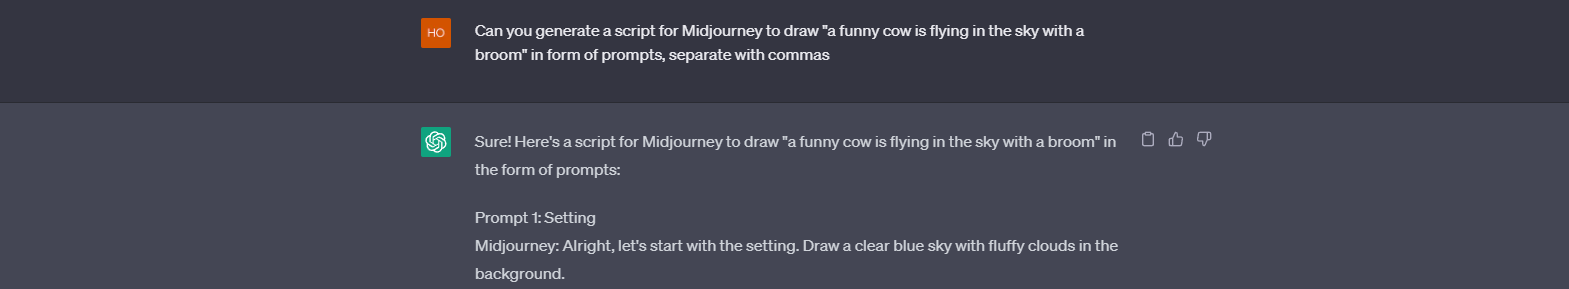 HO
Can you generate a script for Midjourney to draw "a funny cow is flying in the sky with a
broom" in form of prompts, separate with commas
Sure! Here's a script for Midjourney to draw "a funny cow is flying in the sky with a broom" in
the form of prompts:
Prompt 1: Setting
Midjourney: Alright, let's start with the setting. Draw a clear blue sky with fluffy clouds in the
background.